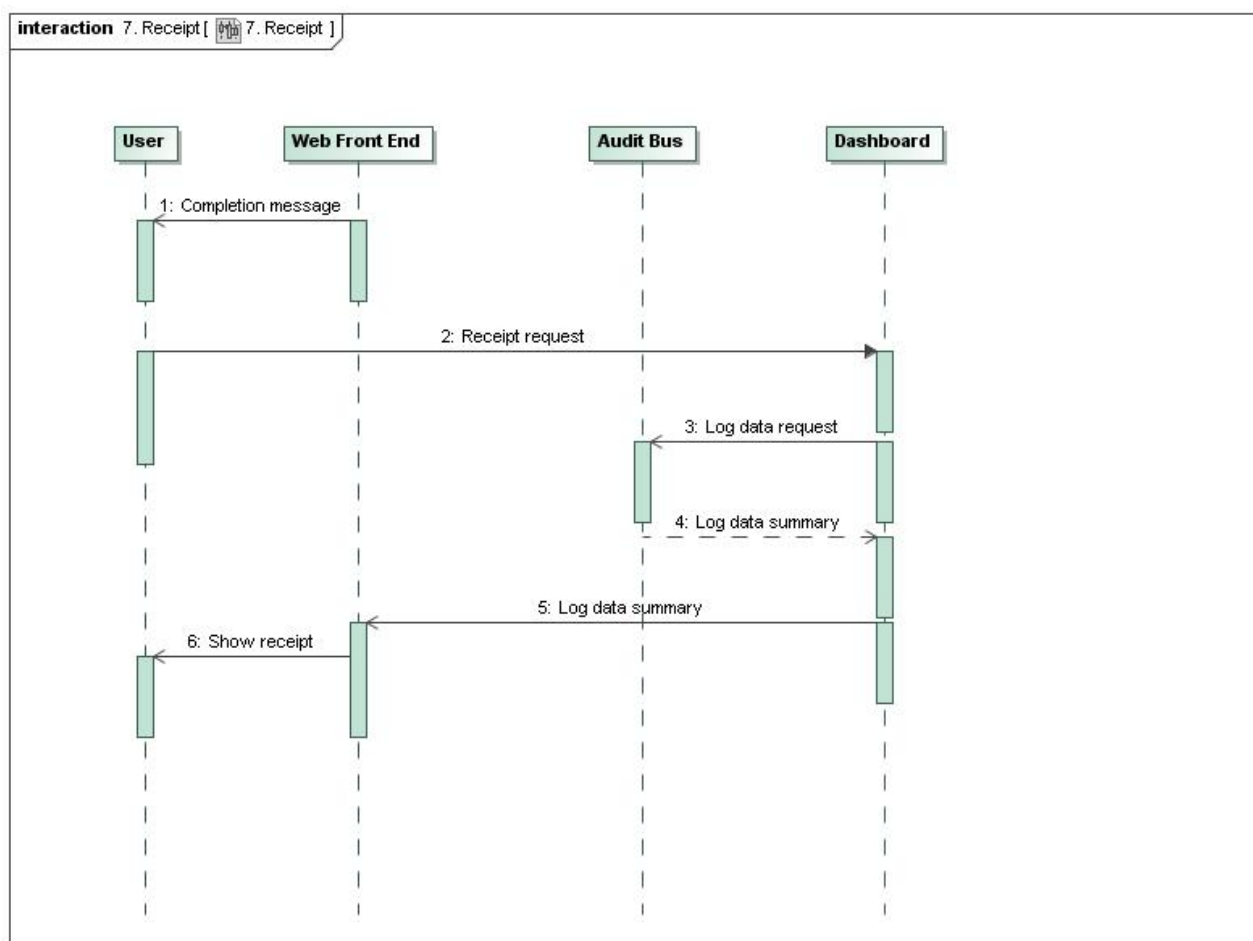 interaction 7. Receipt [ 7. Receipt ]
User
Web Front End
Audit Bus
Dashboard
1: Completion message
2: Receipt request
3: Log data request
4: Log data summary
5: Log data summary
6: Show receipt